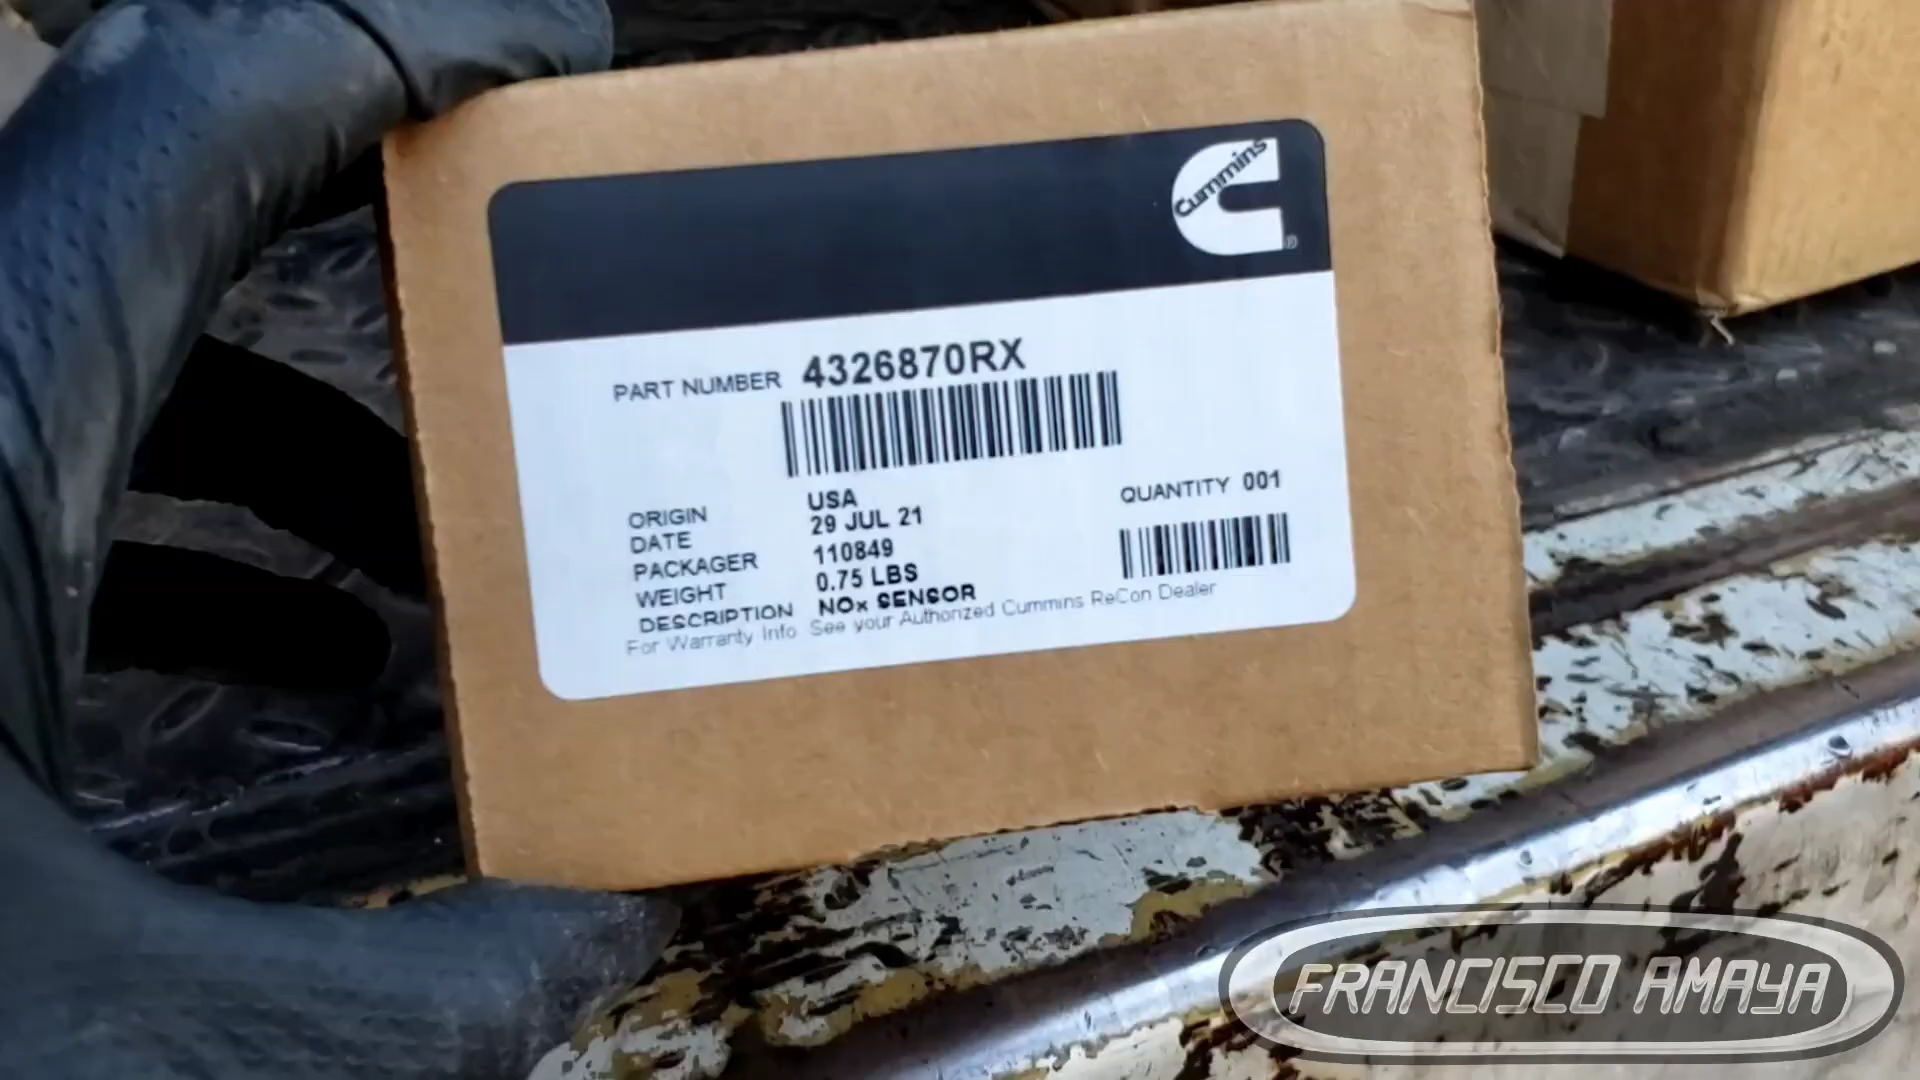 Cummins
®
PART NUMBER 4326870RX
ORIGIN USA
DATE 29 JUL 21
PACKAGER 110849
WEIGHT 0.75 LBS
DESCRIPTION NOx SENSOR
QUANTITY 001
For Warranty Info See your Authorized Cummins ReCon Dealer
FRANCISCO AMAYA